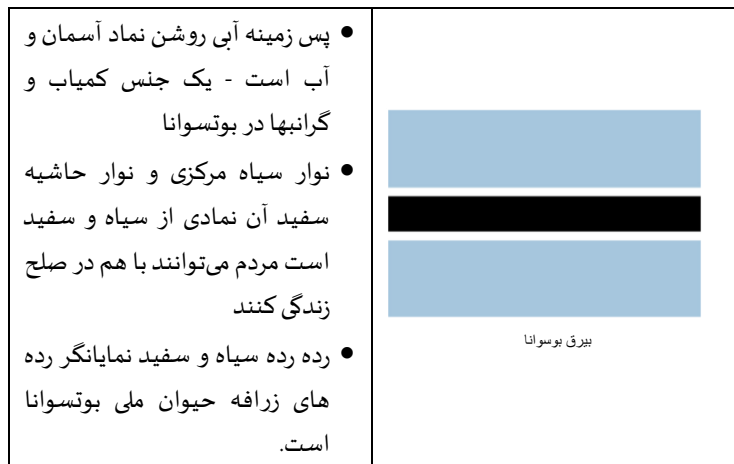 • پس زمینه آبی روشن نماد آسمان و
آب است - یک جنس کمیاب و
گرانبها در بوتسوانا
• نوار سیاه مرکزی و نوار حاشیه
سفید آن نمادی از سیاه و سفید
است مردم می‌توانند با هم در صلح
زندگی کنند
• رده رده سیاه و سفید نمایانگر رده
های زرافه حیوان ملی بوتسوانا
است.
بیرق بوسوانا